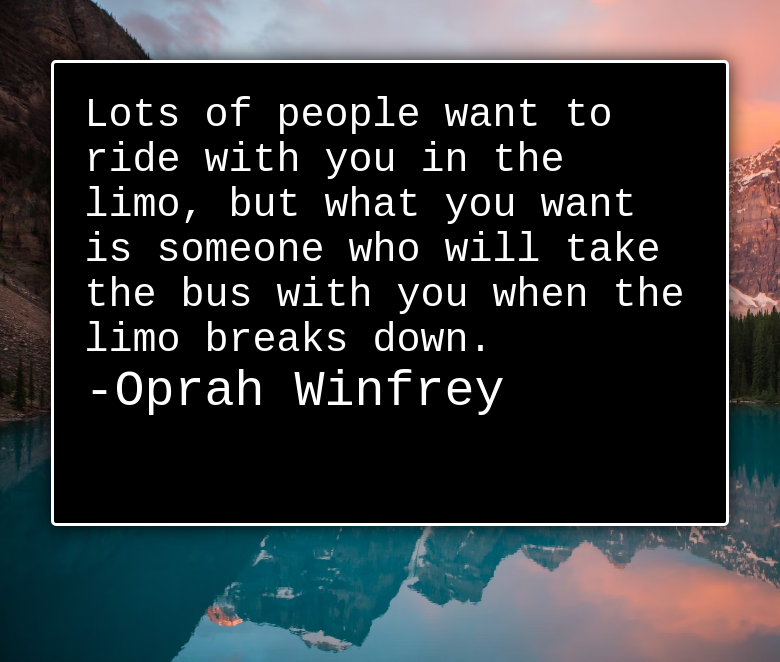 Lots of people want to
ride with you in the
limo, but what you want
is someone who will take
the bus with you when the
limo breaks down.
-Oprah Winfrey